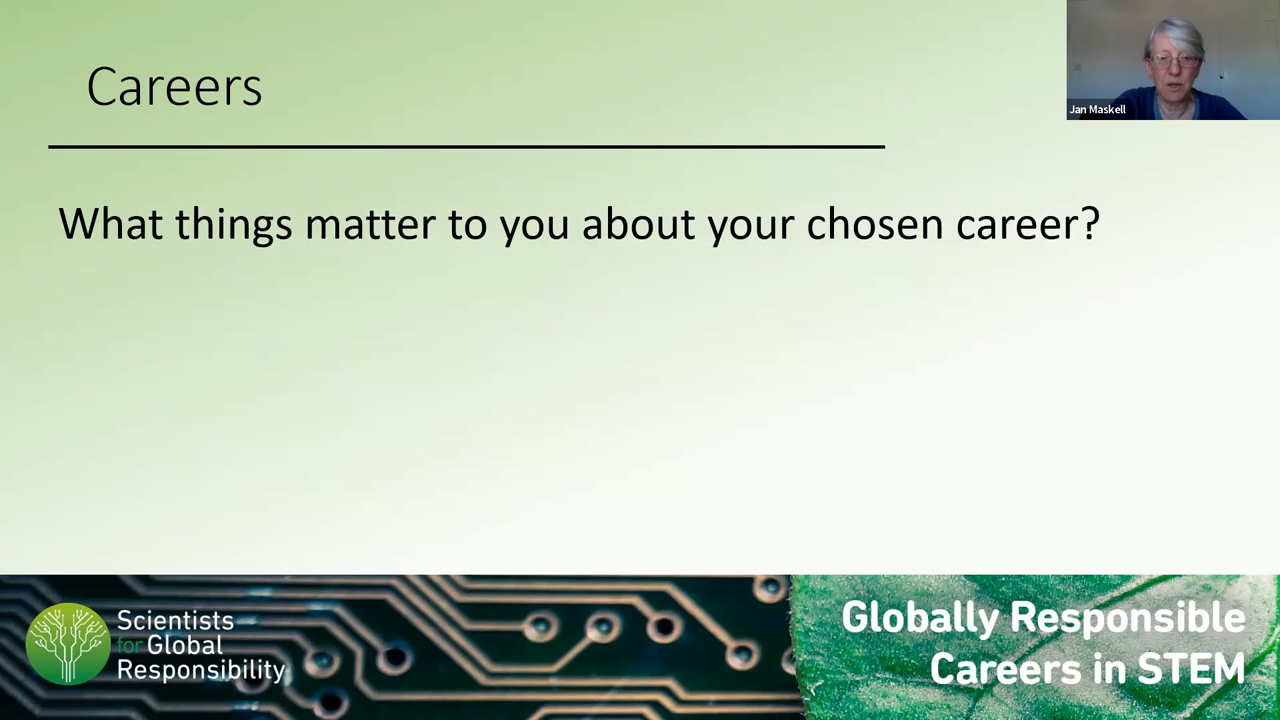 Careers
Jan Maskell
What things matter to you about your chosen career?
Scientists
for Global
Responsibility
Globally Responsible
Careers in STEM